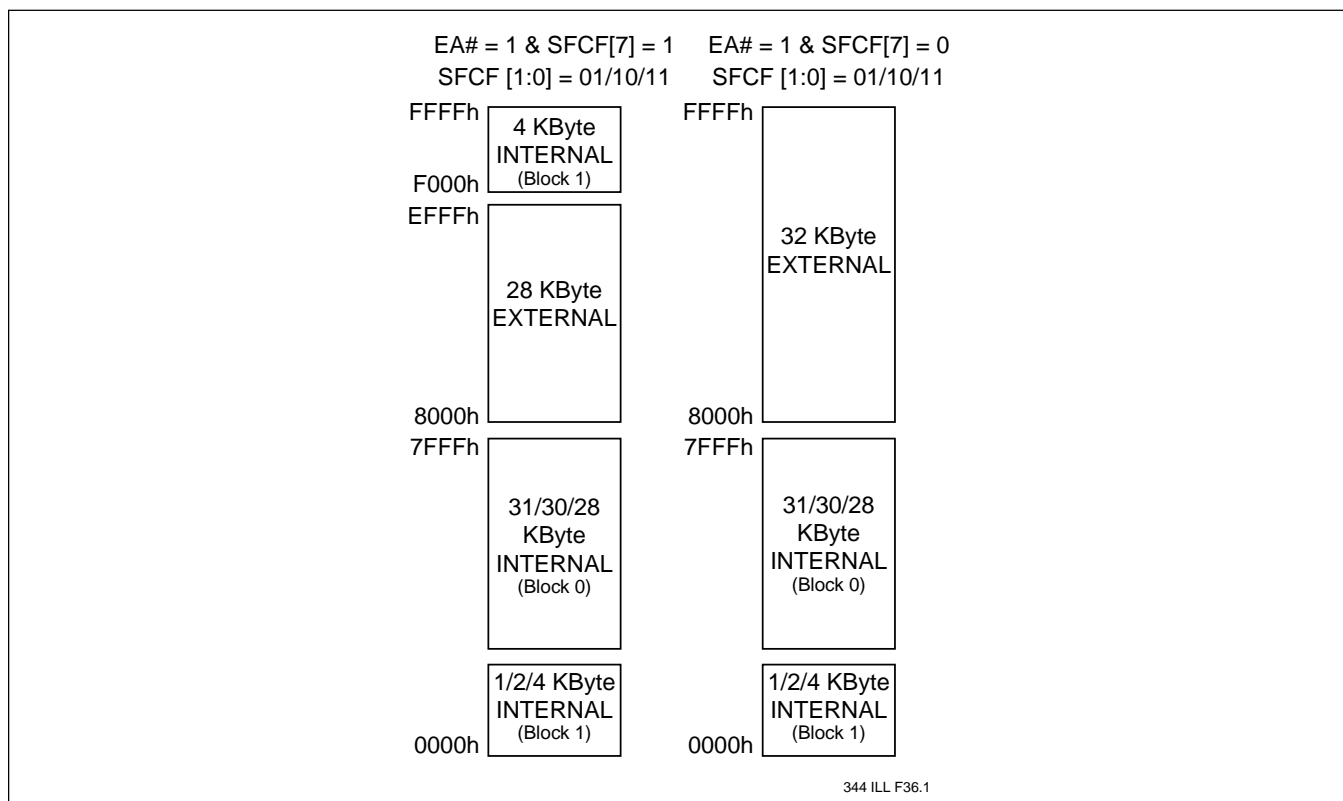 EA# = 1 & SFCF[7] = 1
SFCF [1:0] = 01/10/11
FFFFh
4 KByte
INTERNAL
(Block 1)
F000h
EFFFh
28 KByte
EXTERNAL
8000h
7FFFh
31/30/28
KByte
INTERNAL
(Block 0)
1/2/4 KByte
INTERNAL
(Block 1)
0000h
EA# = 1 & SFCF[7] = 0
SFCF [1:0] = 01/10/11
FFFFh
32 KByte
EXTERNAL
8000h
7FFFh
31/30/28
KByte
INTERNAL
(Block 0)
1/2/4 KByte
INTERNAL
(Block 1)
0000h
344 ILL F36.1